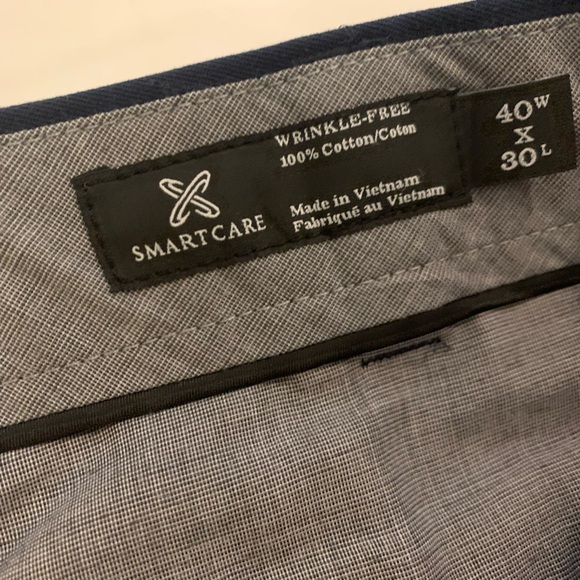 WRINKLE-FREE
100% Cotton/Coton
SMARTCARE
Made in Vietnam
Fabriqué au Vietnam
40W
X
30L